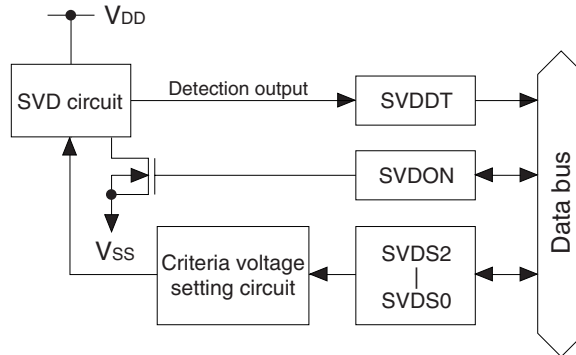 VDD
SVD circuit
Detection output
SVDDT
SVDON
VSS
Criteria voltage
setting circuit
SVDS2
|
SVDS0
Data bus